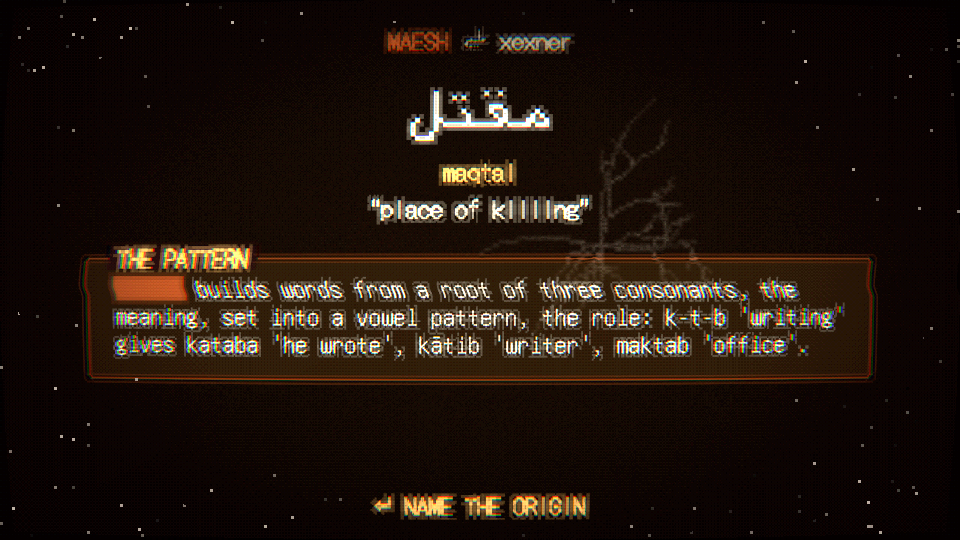 MAESH xexner
مقتل
maqtal
"place of killing"
THE PATTERN
builds words from a root of three consonants, the
meaning, set into a vowel pattern, the role: k-t-b 'writing'
gives kataba 'he wrote', kātib 'writer', maktab 'office'.
↵ NAME THE ORIGIN